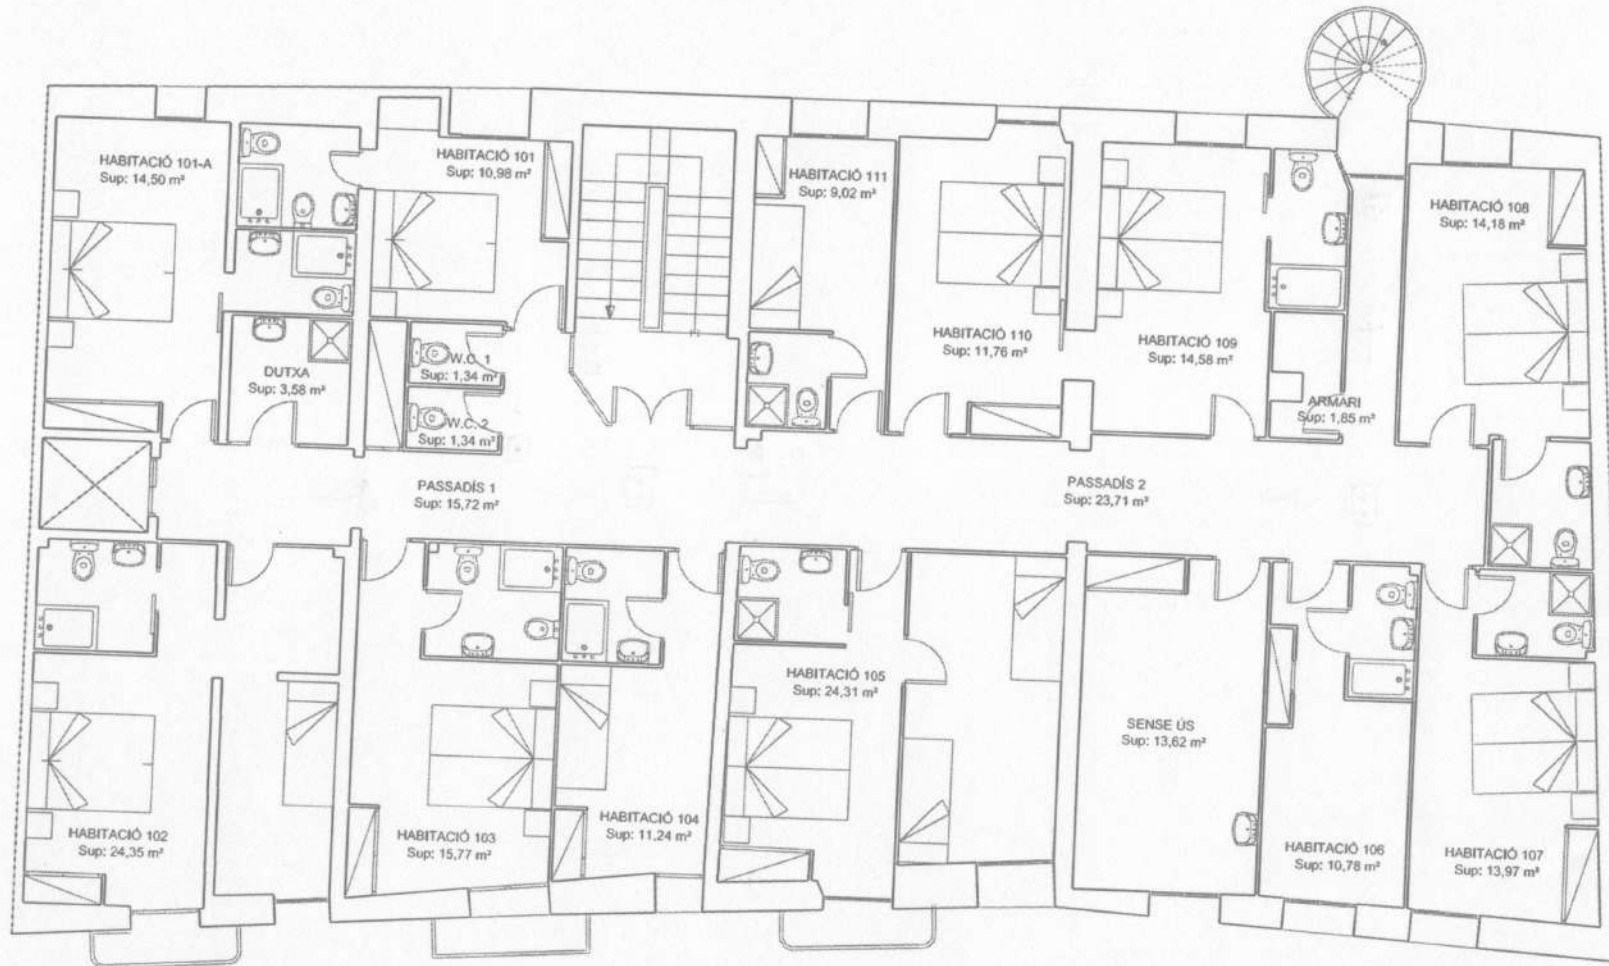 HABITACIÓ 101-A
Sup: 14,50 m²
HABITACIÓ 101
Sup: 10,98 m²
HABITACIÓ 111
Sup: 9,02 m²
HABITACIÓ 110
Sup: 11,76 m²
HABITACIÓ 109
Sup: 14,58 m²
HABITACIÓ 108
Sup: 14,18 m²
DUTXA
Sup: 3,58 m²
W.C. 1
Sup: 1,34 m²
W.C. 2
Sup: 1,34 m²
ARMARI
Sup: 1,85 m²
PASSADÍS 1
Sup: 15,72 m²
PASSADÍS 2
Sup: 23,71 m²
HABITACIÓ 102
Sup: 24,35 m²
HABITACIÓ 103
Sup: 15,77 m²
HABITACIÓ 104
Sup: 11,24 m²
HABITACIÓ 105
Sup: 24,31 m²
SENSE ÚS
Sup: 13,62 m²
HABITACIÓ 106
Sup: 10,78 m²
HABITACIÓ 107
Sup: 13,97 m²